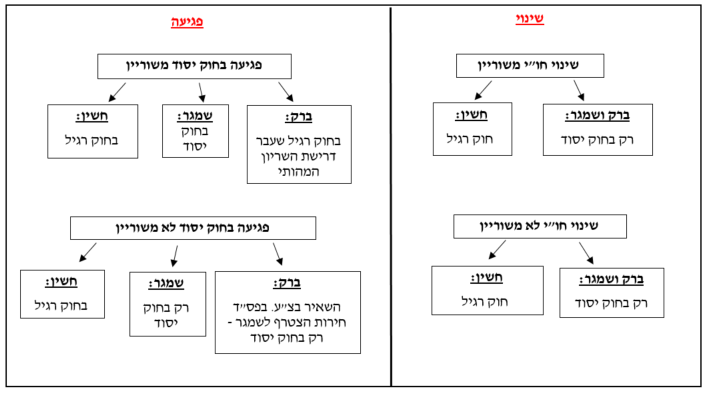 שינוי
שינוי חו״י משוריין
ברק ושמגר:
רק בחוק יסוד
חשין:
חוק רגיל
שינוי חו״י לא משוריין
ברק ושמגר:
רק בחוק יסוד
חשין:
חוק רגיל
פגיעה
פגיעה בחוק יסוד משוריין
ברק:
בחוק רגיל שעבר
דרישת השריון
המהותי
שמגר:
בחוק
יסוד
חשין:
בחוק רגיל
פגיעה בחוק יסוד לא משוריין
ברק:
השאיר בצ״ע. בפס״ד
חירות הצטרף לשמגר -
רק בחוק יסוד
שמגר:
רק בחוק
יסוד
חשין:
בחוק רגיל